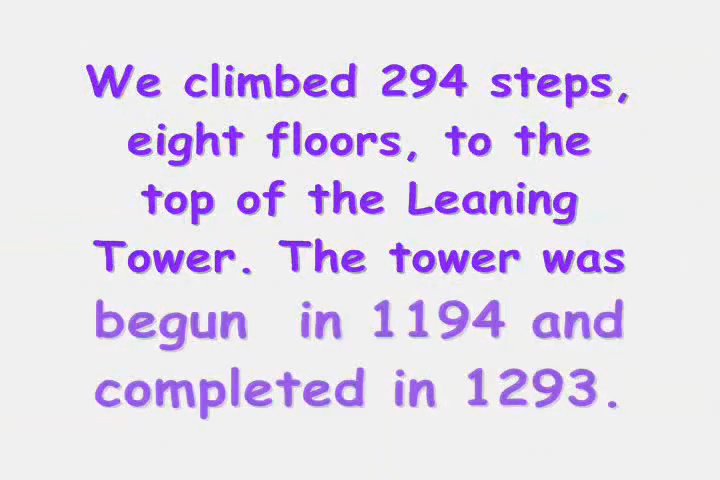 We climbed 294 steps,
eight floors, to the
top of the Leaning
Tower. The tower was
begun in 1194 and
completed in 1293.